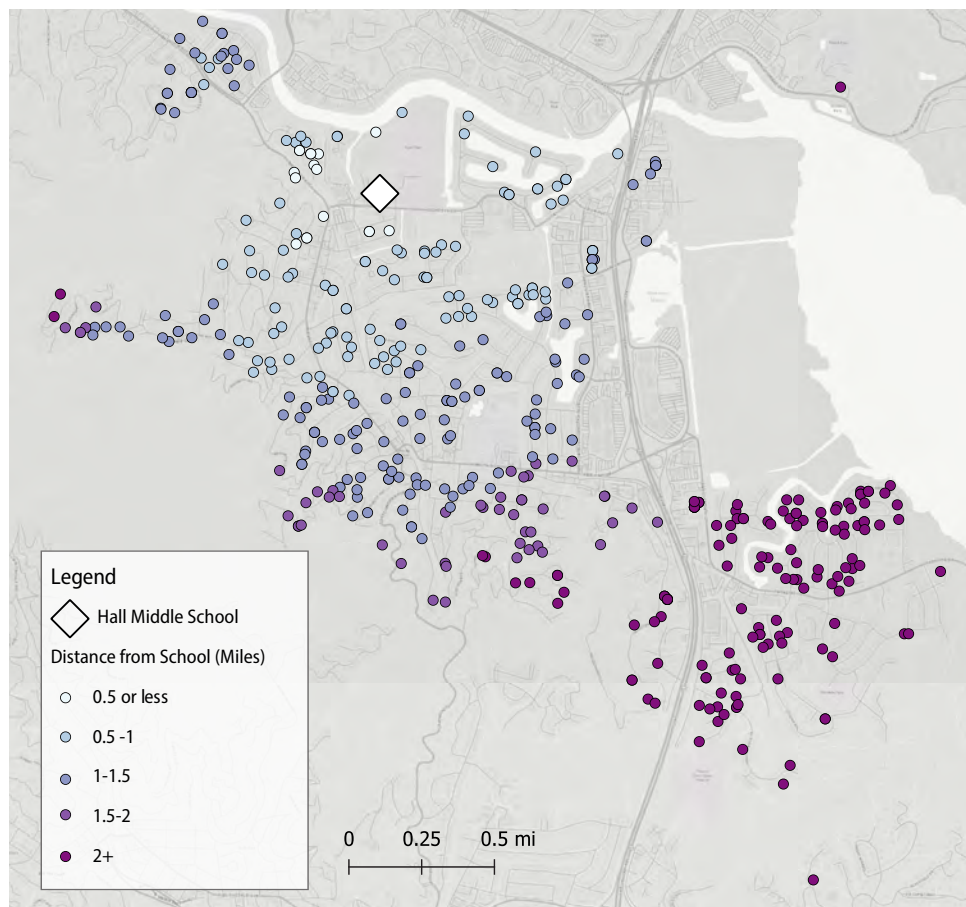 Legend
Hall Middle School
Distance from School (Miles)
0.5 or less
0.5 -1
1-1.5
1.5-2
2+
0 0.25 0.5 mi